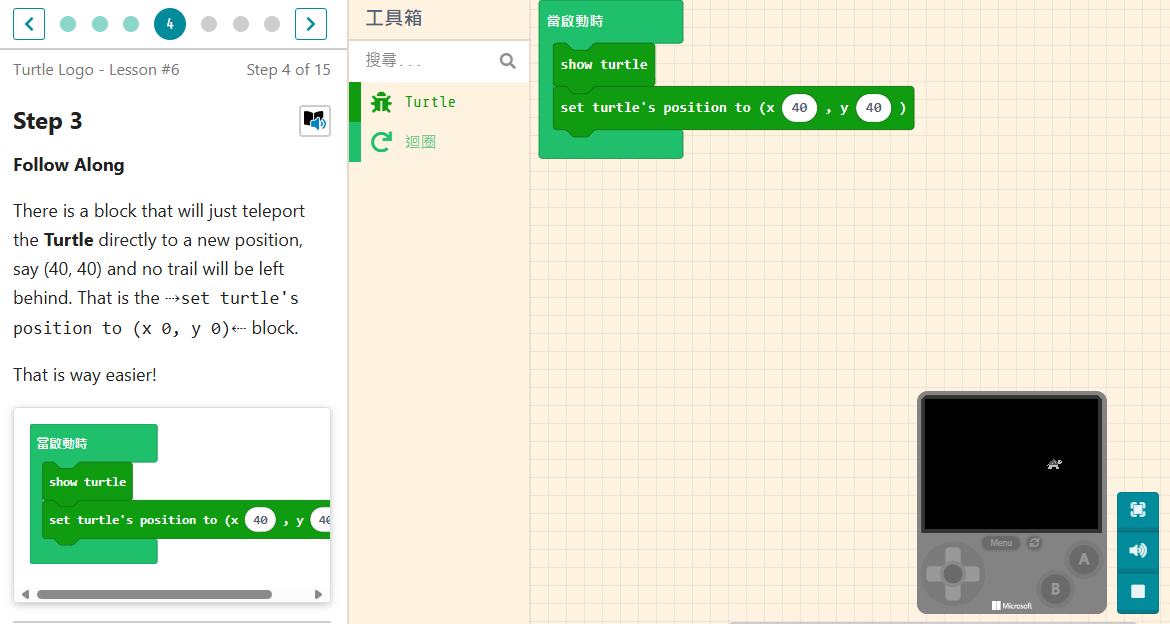 4
Turtle Logo - Lesson #6 Step 4 of 15
Step 3
Follow Along
There is a block that will just teleport
the Turtle directly to a new position,
say (40, 40) and no trail will be left
behind. That is the ⇢set turtle's
position to (x 0, y 0)⇠ block.
That is way easier!
當啟動時
show turtle
set turtle's position to (x 40 , y 40
工具箱
搜尋...
Turtle
迴圈
當啟動時
show turtle
set turtle's position to (x 40 , y 40 )
Menu
A
B
Microsoft